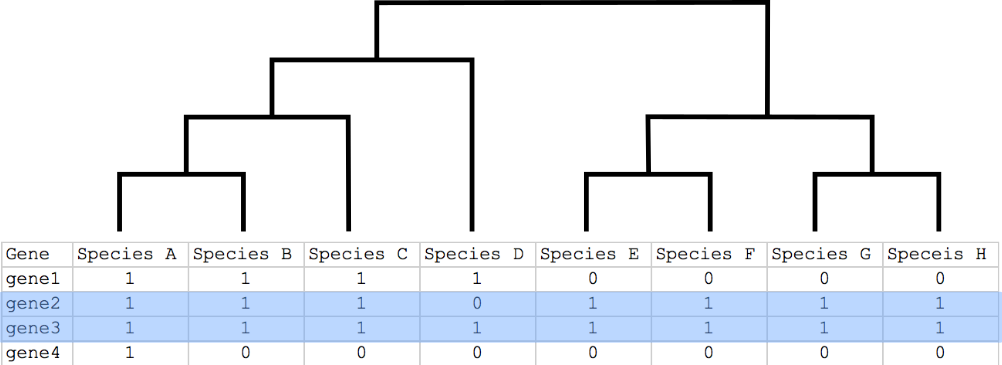 Gene Species A Species B Species C Species D Species E Species F Species G Speceis H
gene1 1 1 1 1 0 0 0 0
gene2 1 1 1 0 1 1 1 1
gene3 1 1 1 1 1 1 1 1
gene4 1 0 0 0 0 0 0 0